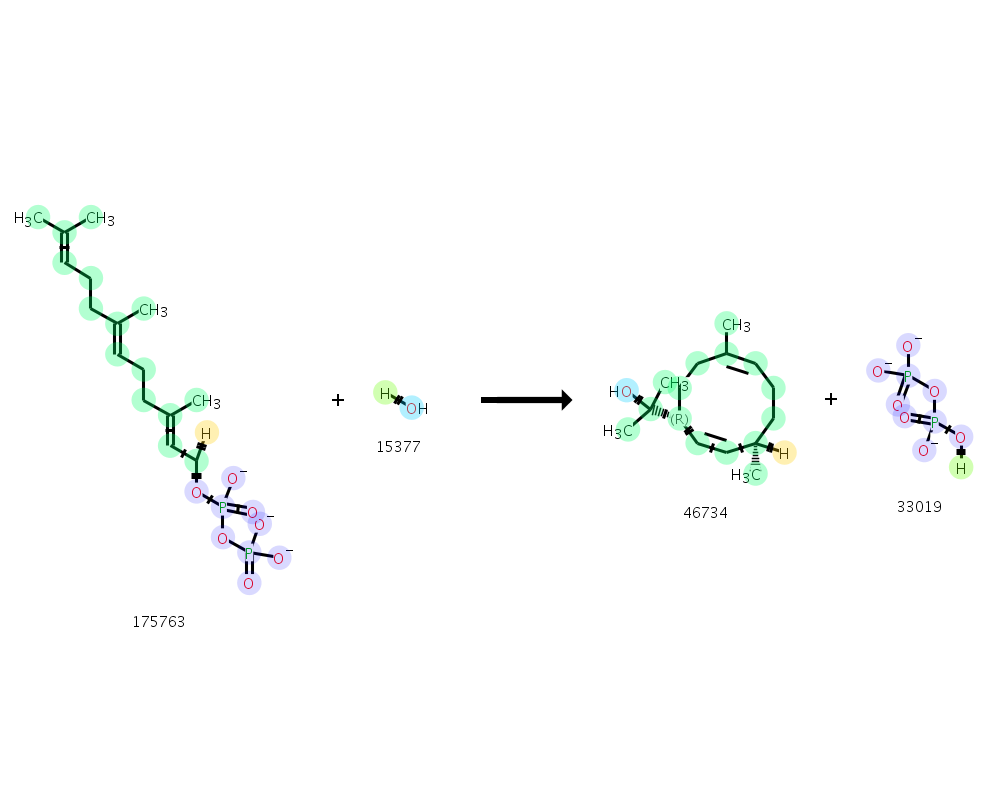 H3C CH3
CH3
CH3
H
O
O−
P
O
O−
O
P
O−
O
+
H
OH
15377
175763
CH3
CH3
HO
H3C
(R)
H
H3C
46734
+
O−
O−
P
O
O
O
P
O−
O
H
33019